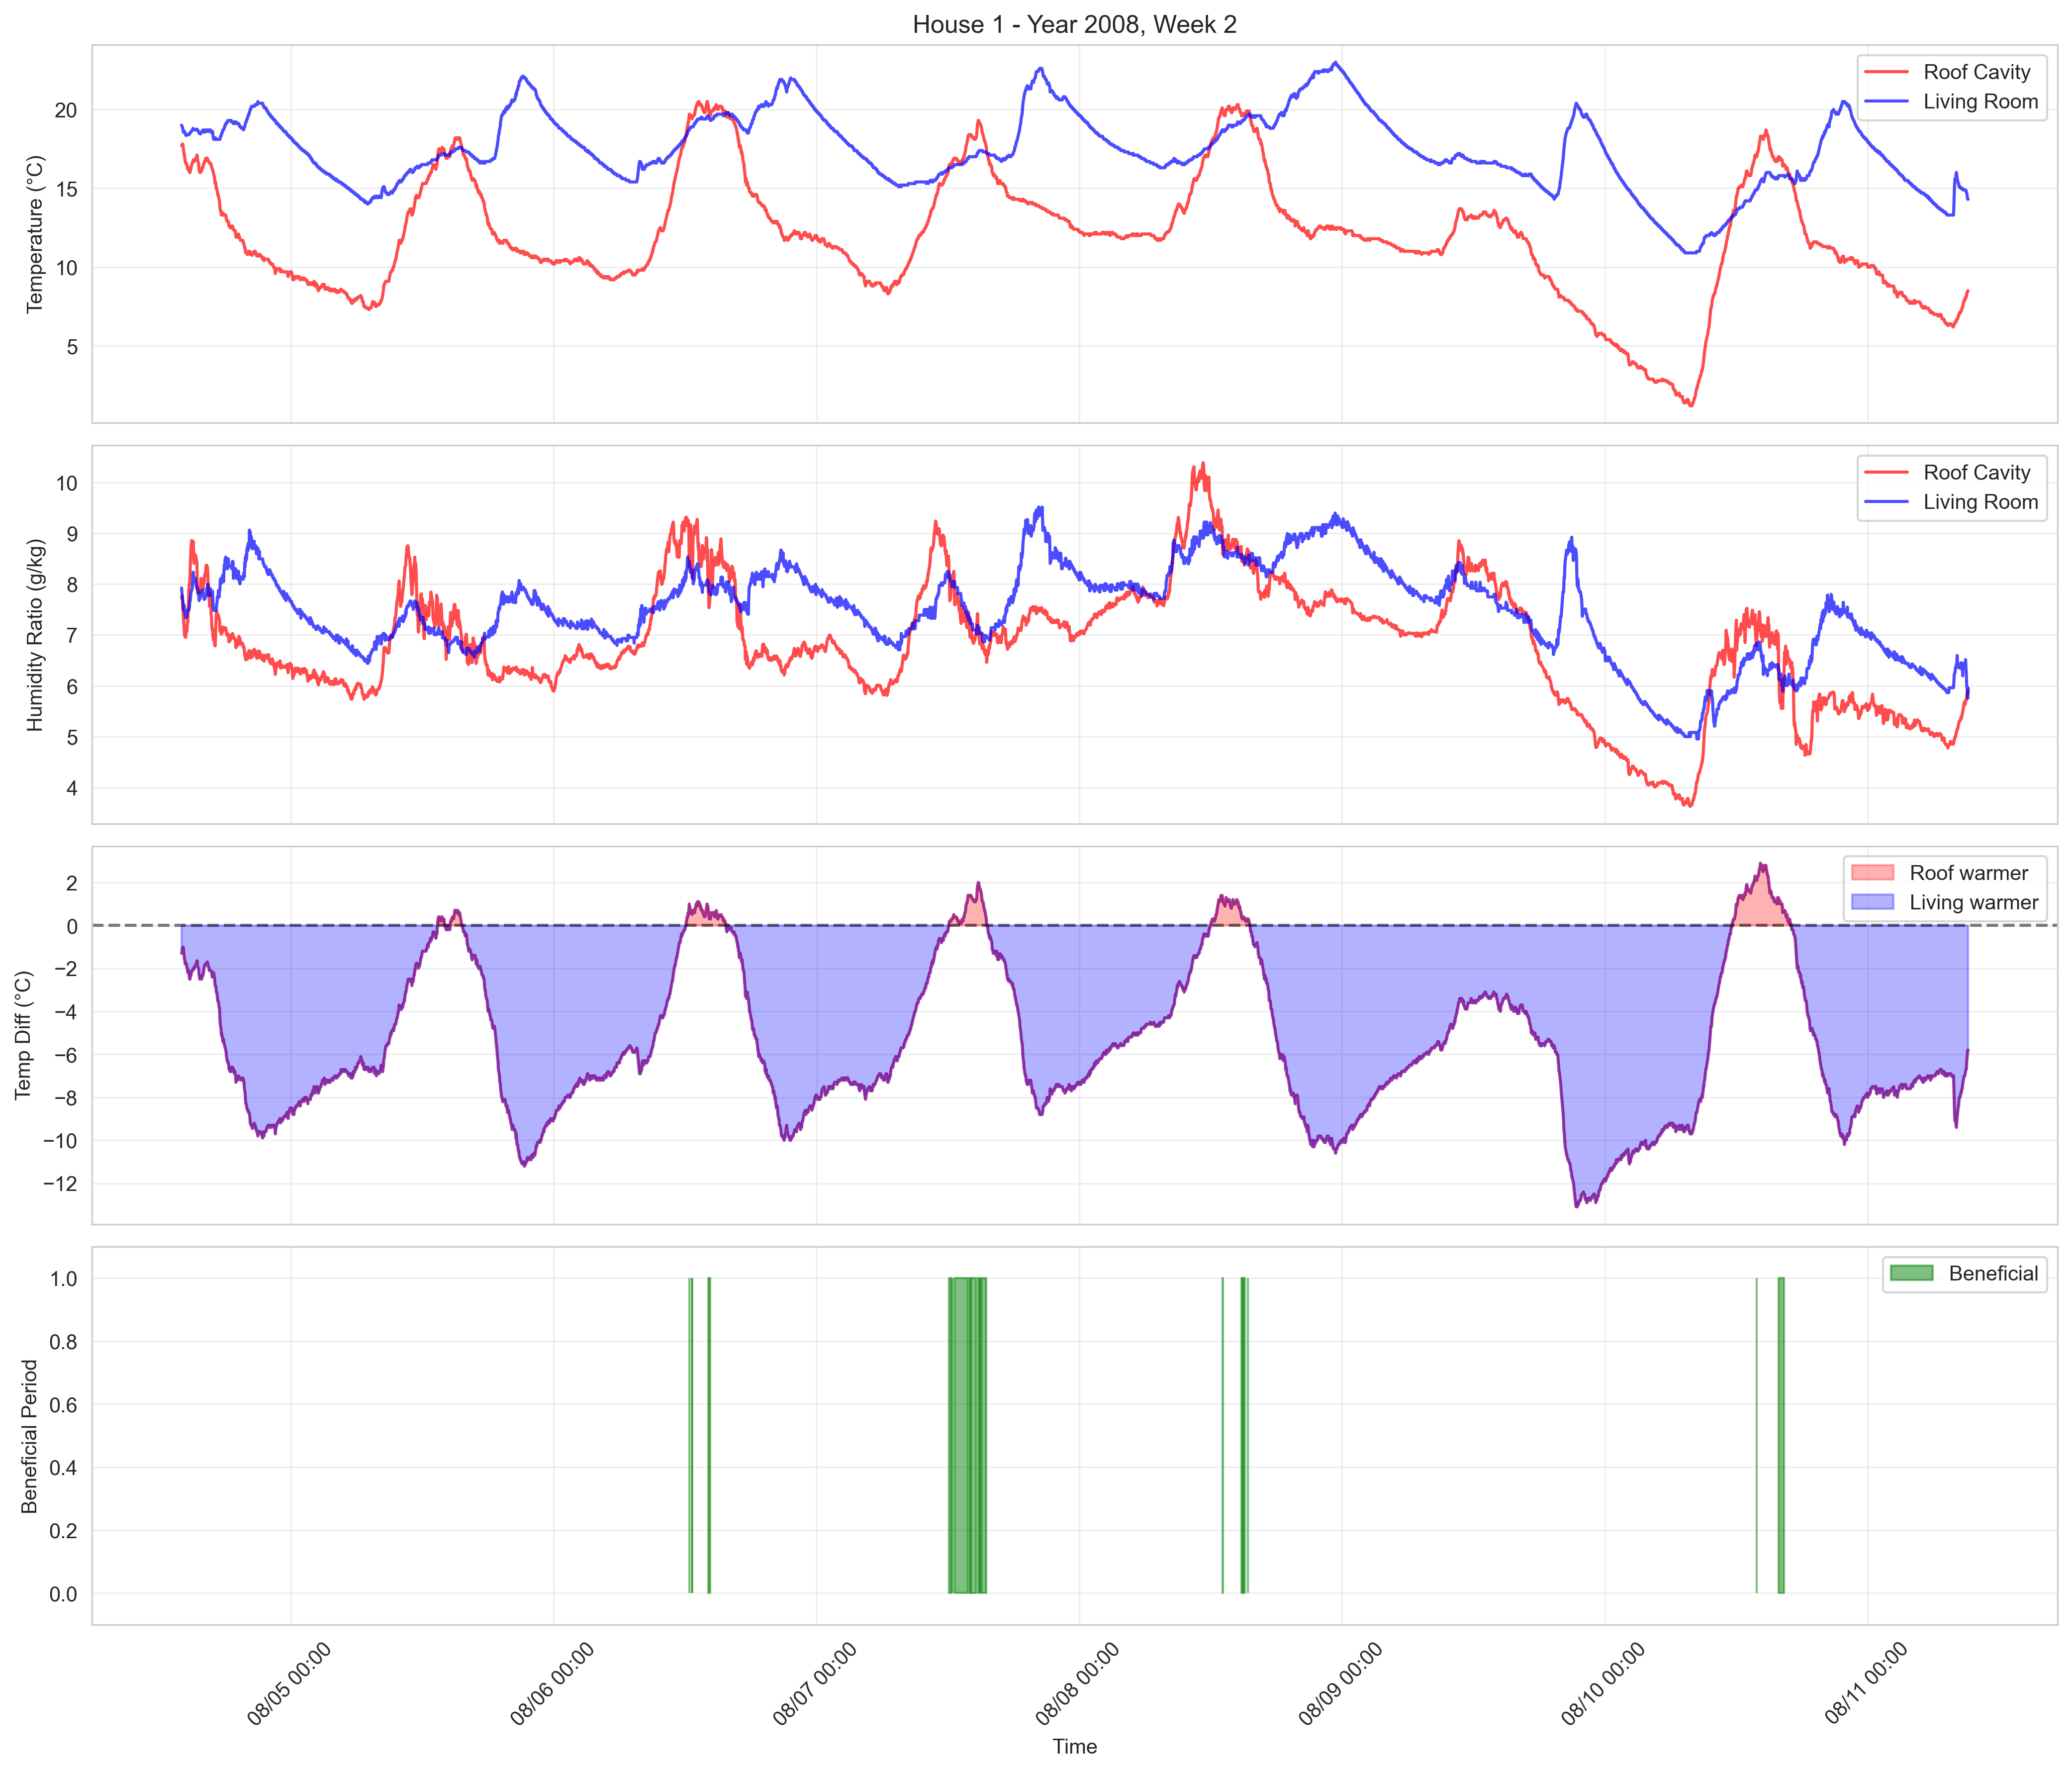 House 1 - Year 2008, Week 2
Temperature (°C)
20
15
10
5
Roof Cavity
Living Room
Humidity Ratio (g/kg)
10
9
8
7
6
5
4
Roof Cavity
Living Room
Temp Diff (°C)
2
0
−2
−4
−6
−8
−10
−12
Roof warmer
Living warmer
Beneficial Period
1.0
0.8
0.6
0.4
0.2
0.0
Beneficial
08/05 00:00
08/06 00:00
08/07 00:00
08/08 00:00
08/09 00:00
08/10 00:00
08/11 00:00
Time